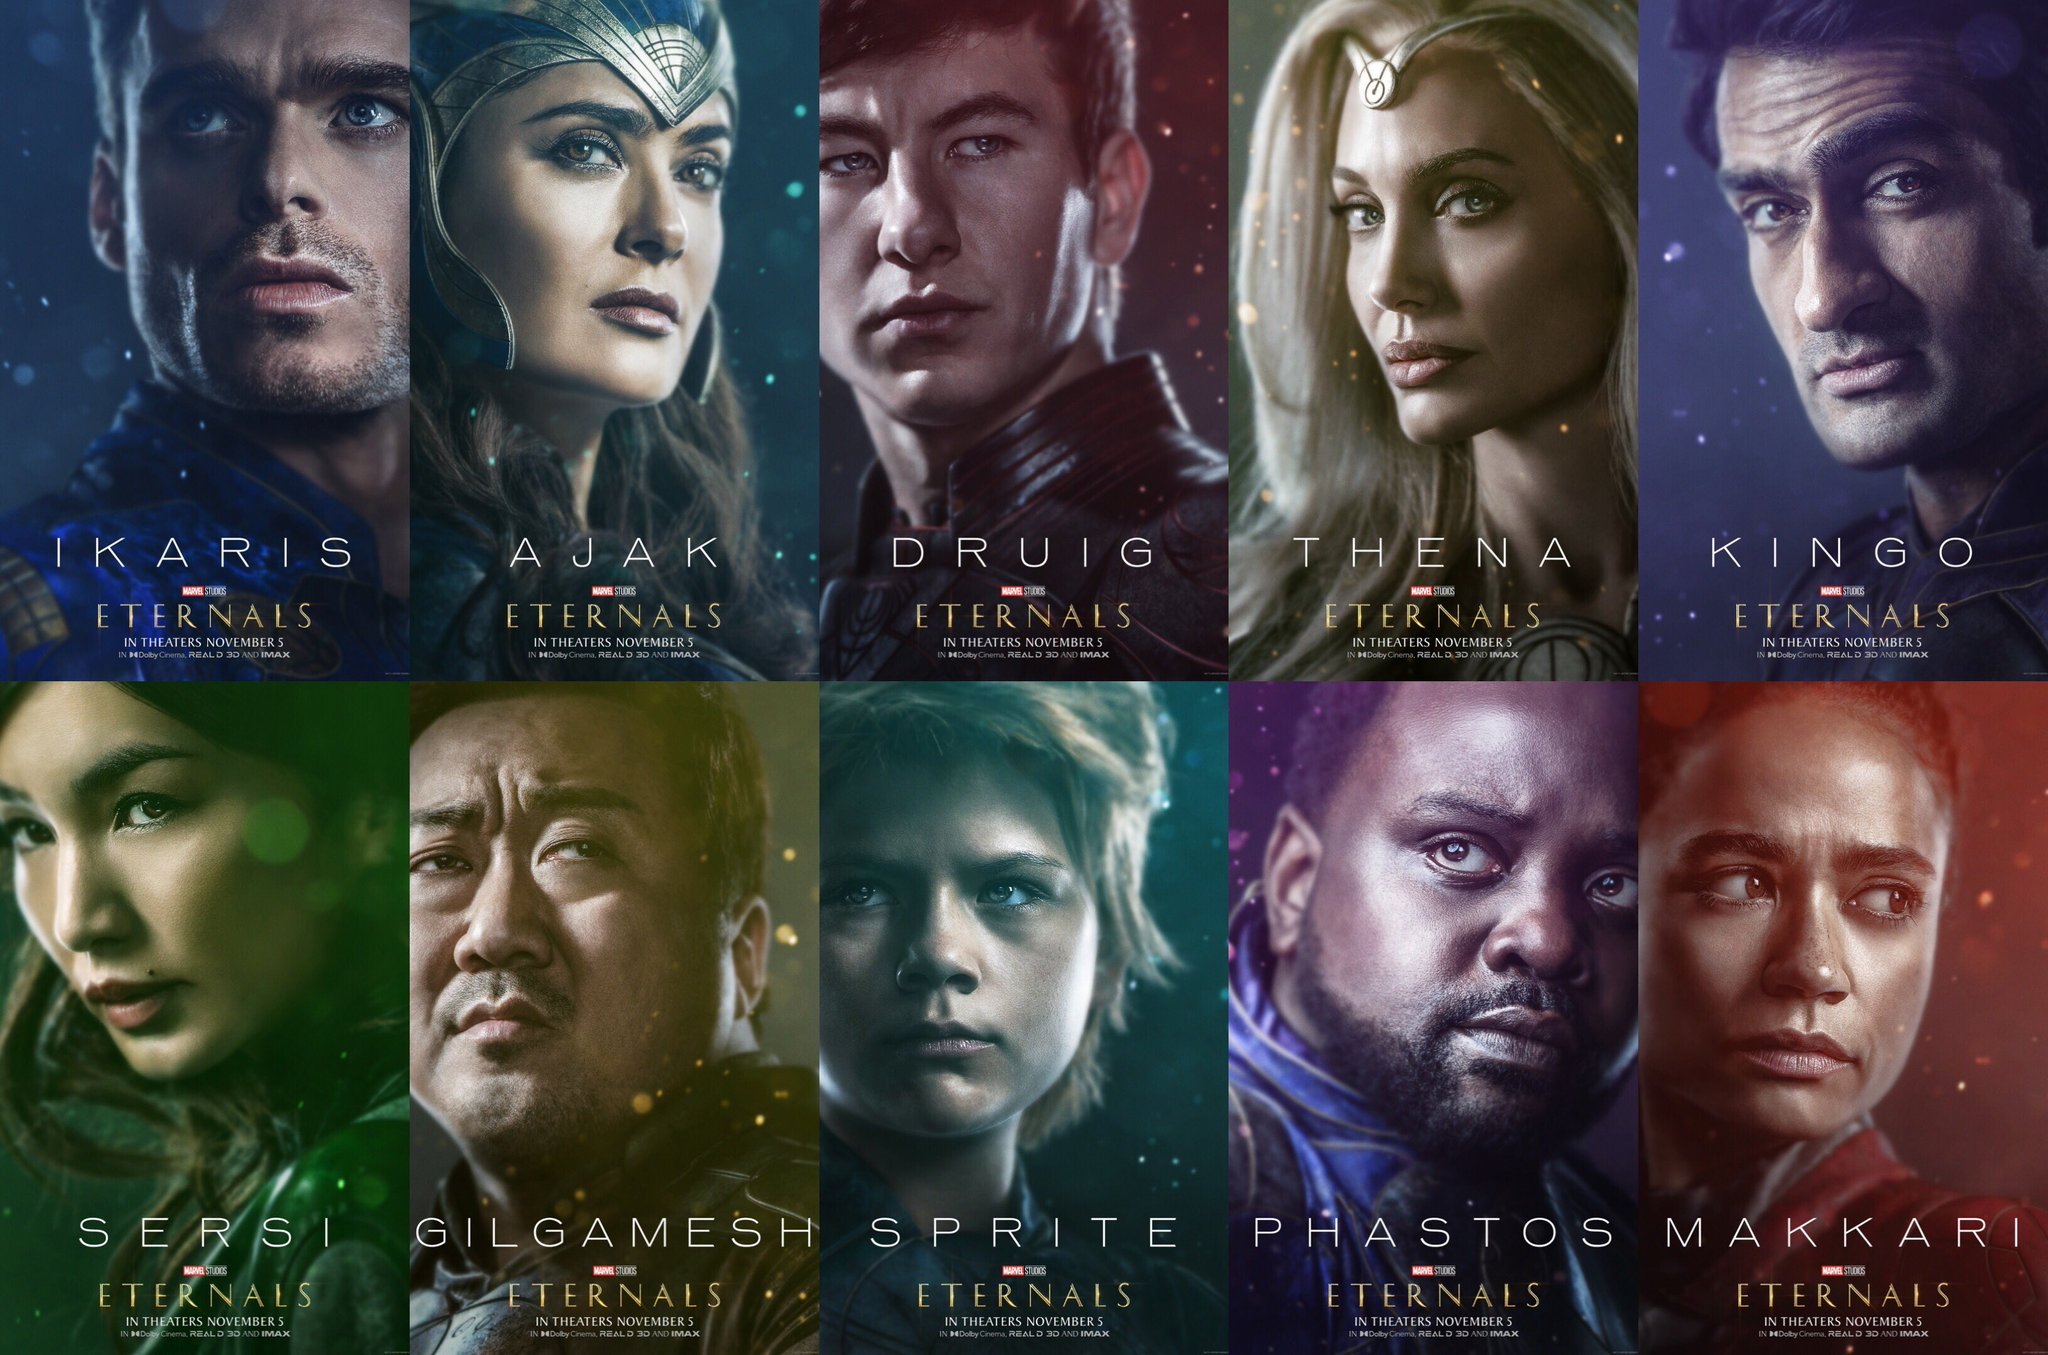 IKARIS
MARVEL STUDIOS
ETERNALS
IN THEATERS NOVEMBER 5
IN Dolby Cinema, REAL D 3D AND IMAX
AJAK
MARVEL STUDIOS
ETERNALS
IN THEATERS NOVEMBER 5
IN Dolby Cinema, REAL D 3D AND IMAX
DRUIG
MARVEL STUDIOS
ETERNALS
IN THEATERS NOVEMBER 5
IN Dolby Cinema, REAL D 3D AND IMAX
THENA
MARVEL STUDIOS
ETERNALS
IN THEATERS NOVEMBER 5
IN Dolby Cinema, REAL D 3D AND IMAX
KINGO
MARVEL STUDIOS
ETERNALS
IN THEATERS NOVEMBER 5
IN Dolby Cinema, REAL D 3D AND IMAX
SERSI
MARVEL STUDIOS
ETERNALS
IN THEATERS NOVEMBER 5
IN Dolby Cinema, REAL D 3D AND IMAX
GILGAMESH
MARVEL STUDIOS
ETERNALS
IN THEATERS NOVEMBER 5
IN Dolby Cinema, REAL D 3D AND IMAX
SPRITE
MARVEL STUDIOS
ETERNALS
IN THEATERS NOVEMBER 5
IN Dolby Cinema, REAL D 3D AND IMAX
PHASTOS
MARVEL STUDIOS
ETERNALS
IN THEATERS NOVEMBER 5
IN Dolby Cinema, REAL D 3D AND IMAX
MAKKARI
MARVEL STUDIOS
ETERNALS
IN THEATERS NOVEMBER 5
IN Dolby Cinema, REAL D 3D AND IMAX